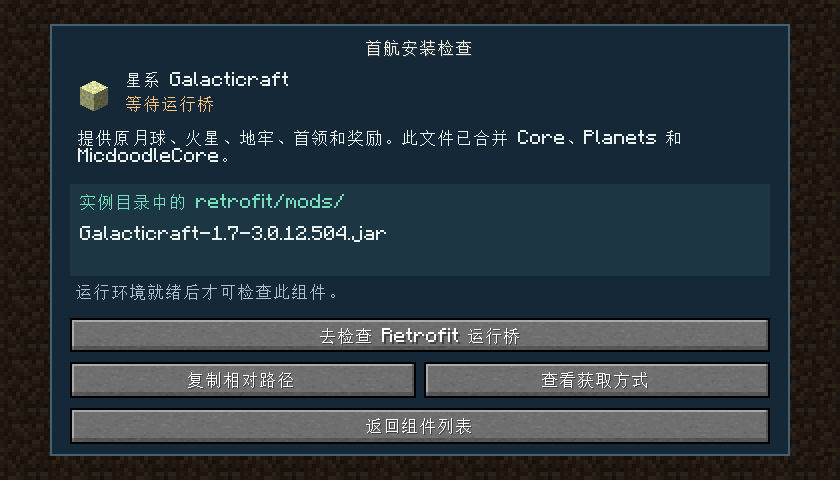 首航安装检查
星系 Galacticraft
等待运行桥
提供原月球、火星、地牢、首领和奖励。此文件已合并 Core、Planets 和
MicdoodleCore。
实例目录中的 retrofit/mods/
Galacticraft-1.7-3.0.12.504.jar
运行环境就绪后才可检查此组件。
去检查 Retrofit 运行桥
复制相对路径
查看获取方式
返回组件列表